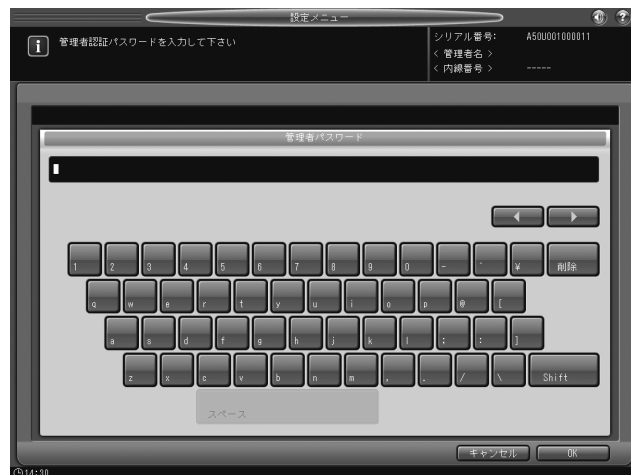 設定メニュー
管理者認証パスワードを入力して下さい
シリアル番号: A50U001000011
< 管理者名 >
< 内線番号 > -----
管理者パスワード
1 2 3 4 5 6 7 8 9 0 - ^ ¥ 削除
q w e r t y u i o p @ [
a s d f g h j k l ; : ]
z x c v b n m , . / \ Shift
スペース
キャンセル OK
14:30